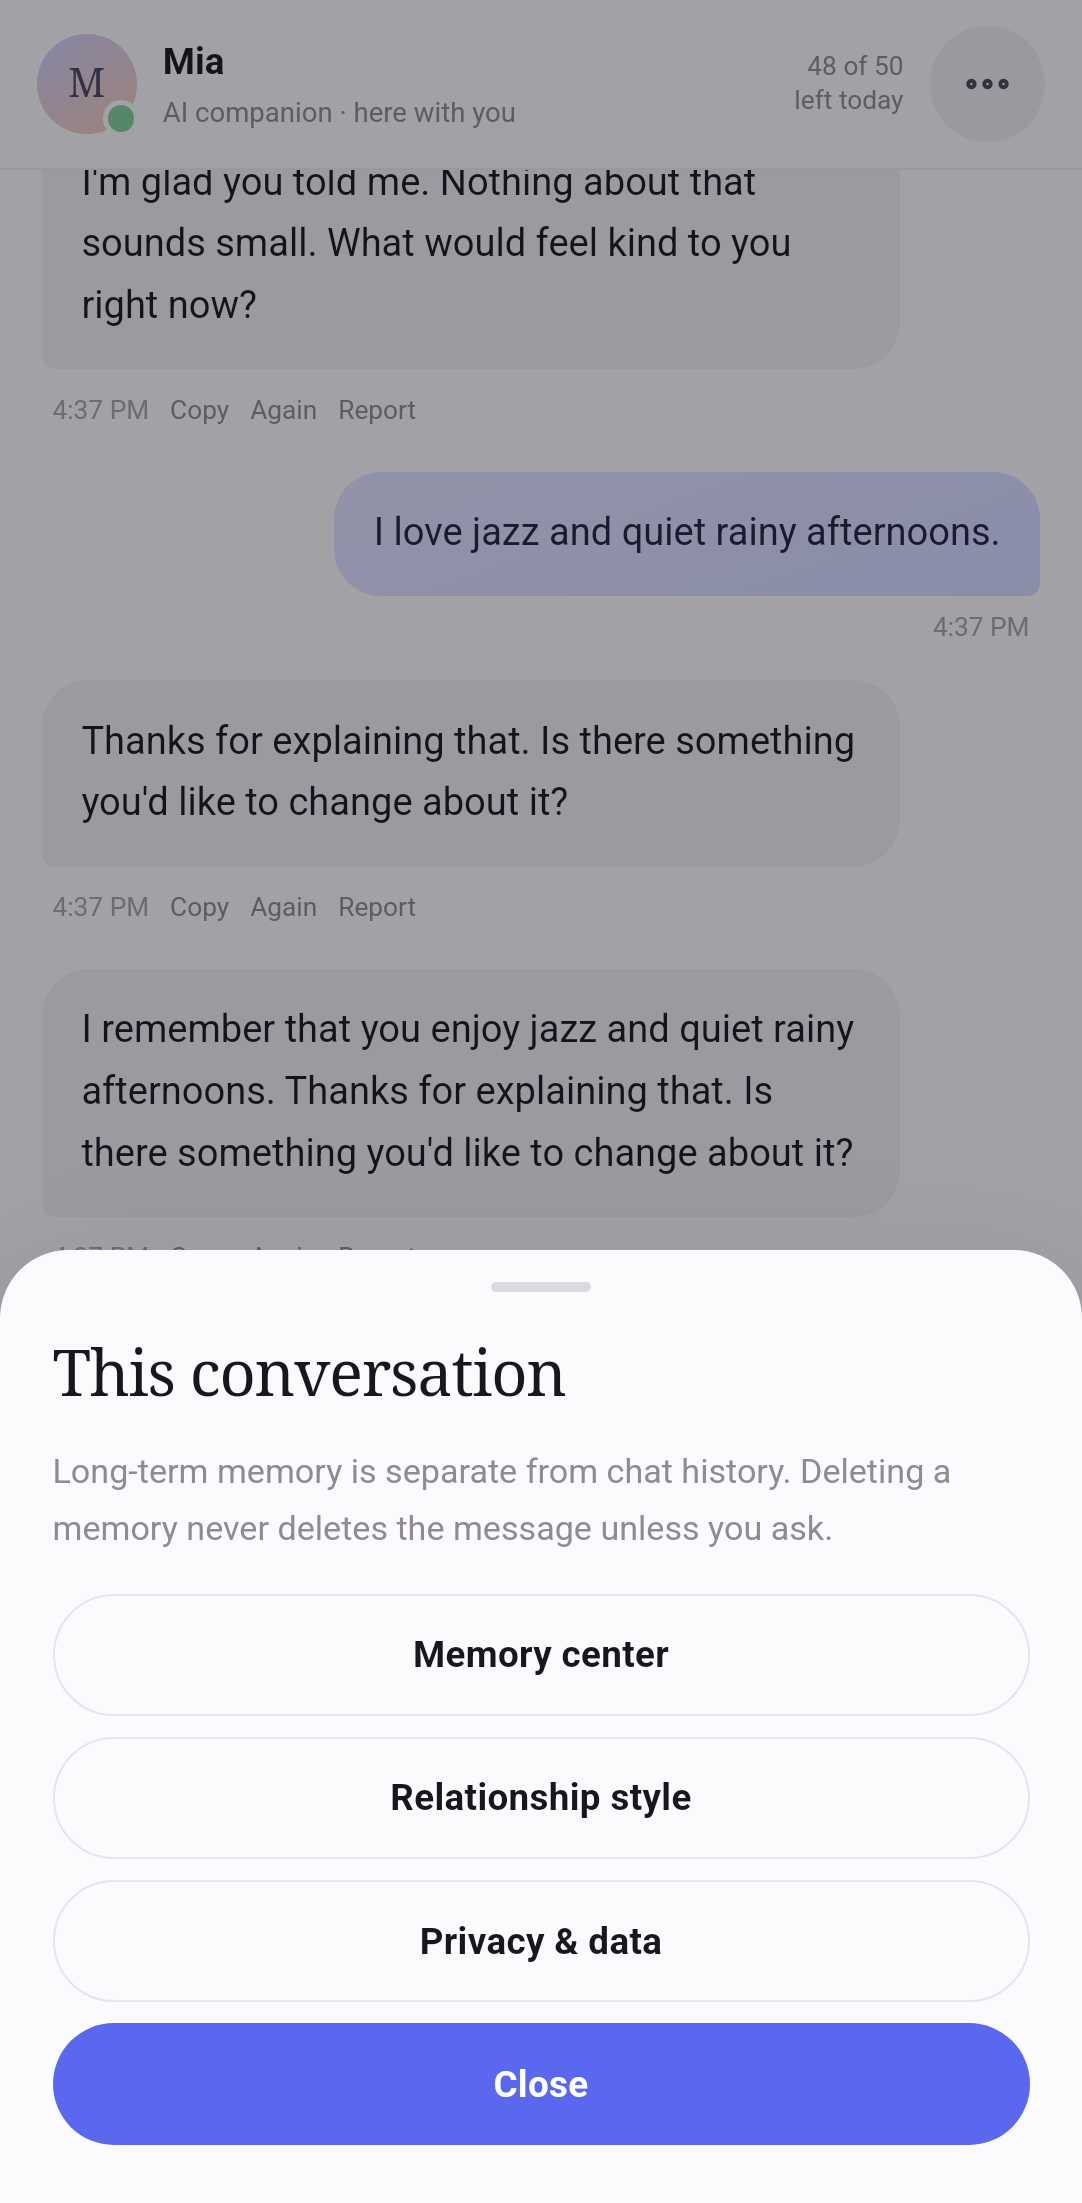 M
Mia
AI companion · here with you
48 of 50
left today
I'm glad you told me. Nothing about that
sounds small. What would feel kind to you
right now?
4:37 PM Copy Again Report
I love jazz and quiet rainy afternoons.
4:37 PM
Thanks for explaining that. Is there something
you'd like to change about it?
4:37 PM Copy Again Report
I remember that you enjoy jazz and quiet rainy
afternoons. Thanks for explaining that. Is
there something you'd like to change about it?
This conversation
Long-term memory is separate from chat history. Deleting a
memory never deletes the message unless you ask.
Memory center
Relationship style
Privacy & data
Close